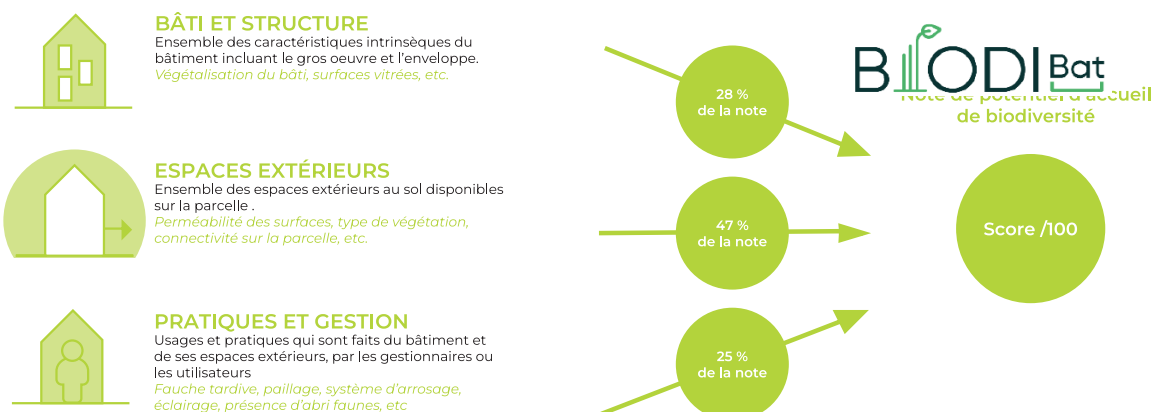 BÂTI ET STRUCTURE
Ensemble des caractéristiques intrinsèques du
bâtiment incluant le gros oeuvre et l'enveloppe.
Végétalisation du bâti, surfaces vitrées, etc.
ESPACES EXTÉRIEURS
Ensemble des espaces extérieurs au sol disponibles
sur la parcelle .
Perméabilité des surfaces, type de végétation,
connectivité sur la parcelle, etc.
PRATIQUES ET GESTION
Usages et pratiques qui sont faits du bâtiment et
de ses espaces extérieurs, par les gestionnaires ou
les utilisateurs
Fauche tardive, paillage, système d'arrosage,
éclairage, présence d'abri faunes, etc
28 %
de la note
47 %
de la note
25 %
de la note
BIODI Bat
Note de potentiel d'accueil
de biodiversité
Score /100